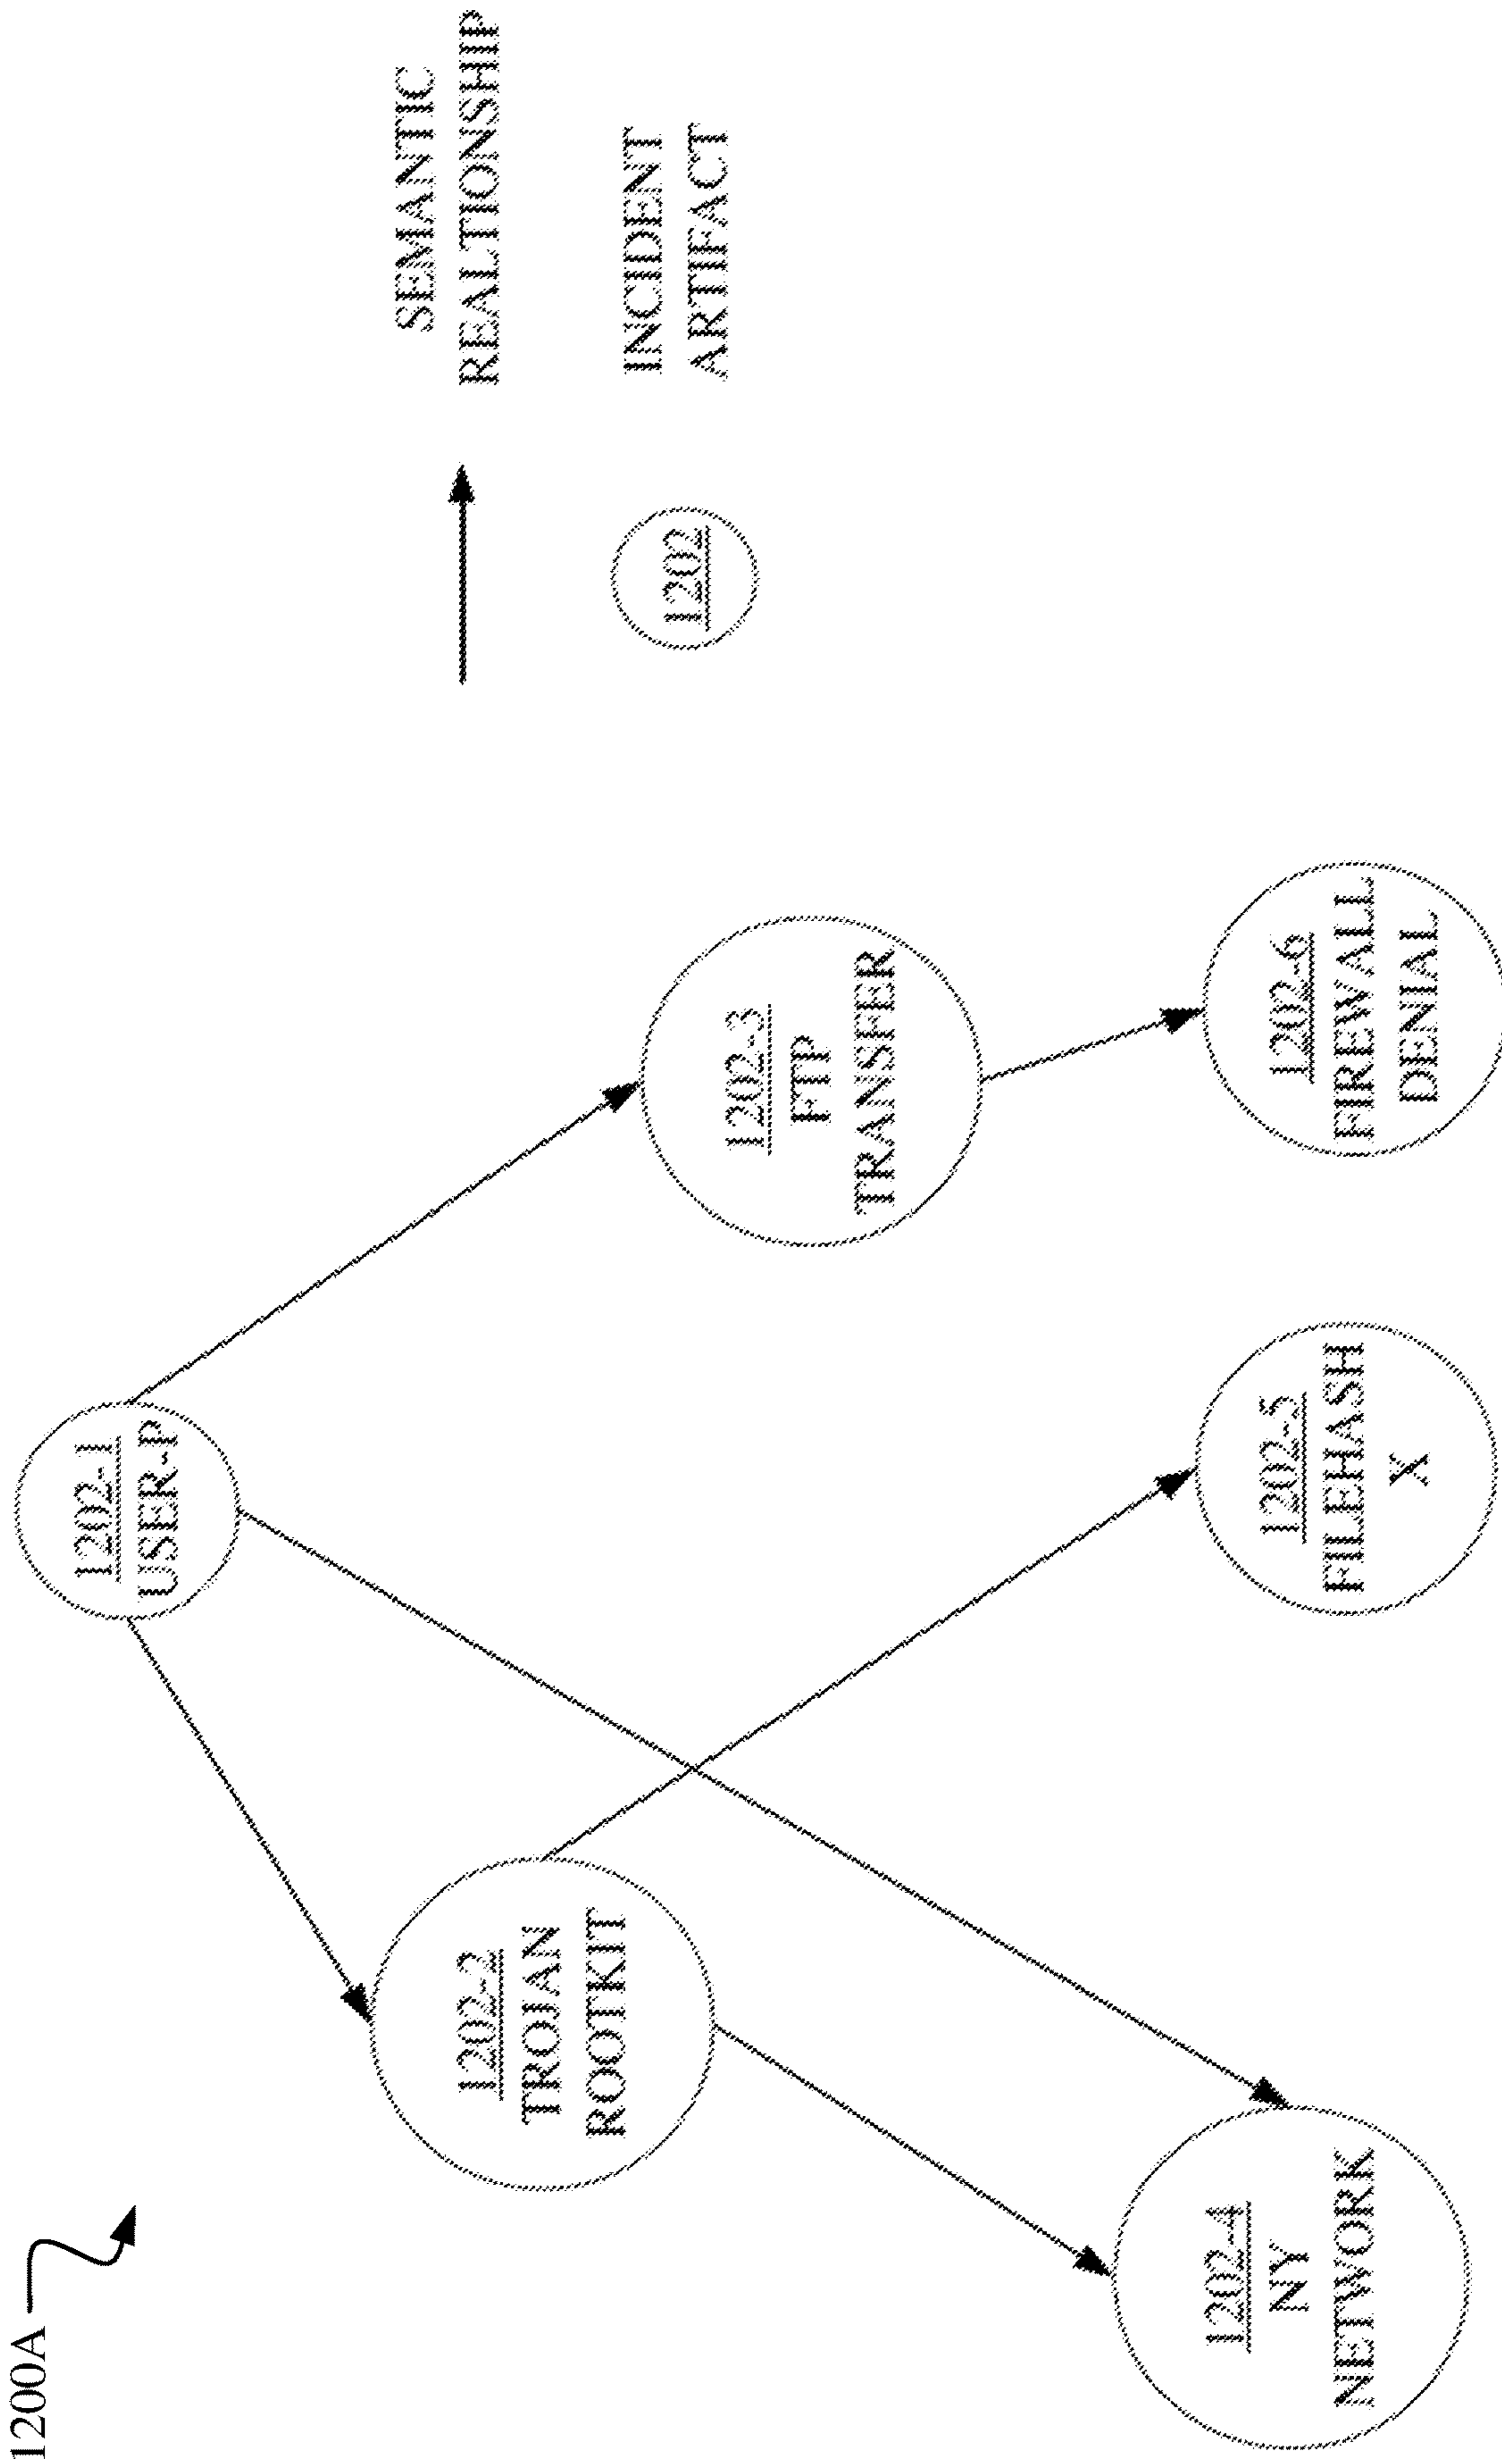 1200A
1202-1
USER-P
SEMANTIC
REALTIONSHIP
1202
INCIDENT
ARTIFACT
1202-2
TROJAN
ROOTKIT
1202-3
FTP
TRANSFER
1202-4
NY
NETWORK
1202-5
FILEHASH
X
1202-6
FIREWALL
DENIAL